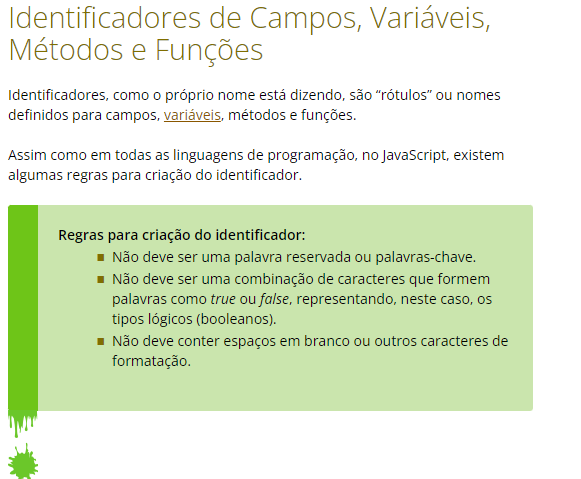 Identificadores de Campos, Variáveis,
Métodos e Funções
Identificadores, como o próprio nome está dizendo, são “rótulos” ou nomes
definidos para campos, variáveis, métodos e funções.
Assim como em todas as linguagens de programação, no JavaScript, existem
algumas regras para criação do identificador.
Regras para criação do identificador:
Não deve ser uma palavra reservada ou palavras-chave.
Não deve ser uma combinação de caracteres que formem
palavras como true ou false, representando, neste caso, os
tipos lógicos (booleanos).
Não deve conter espaços em branco ou outros caracteres de
formatação.